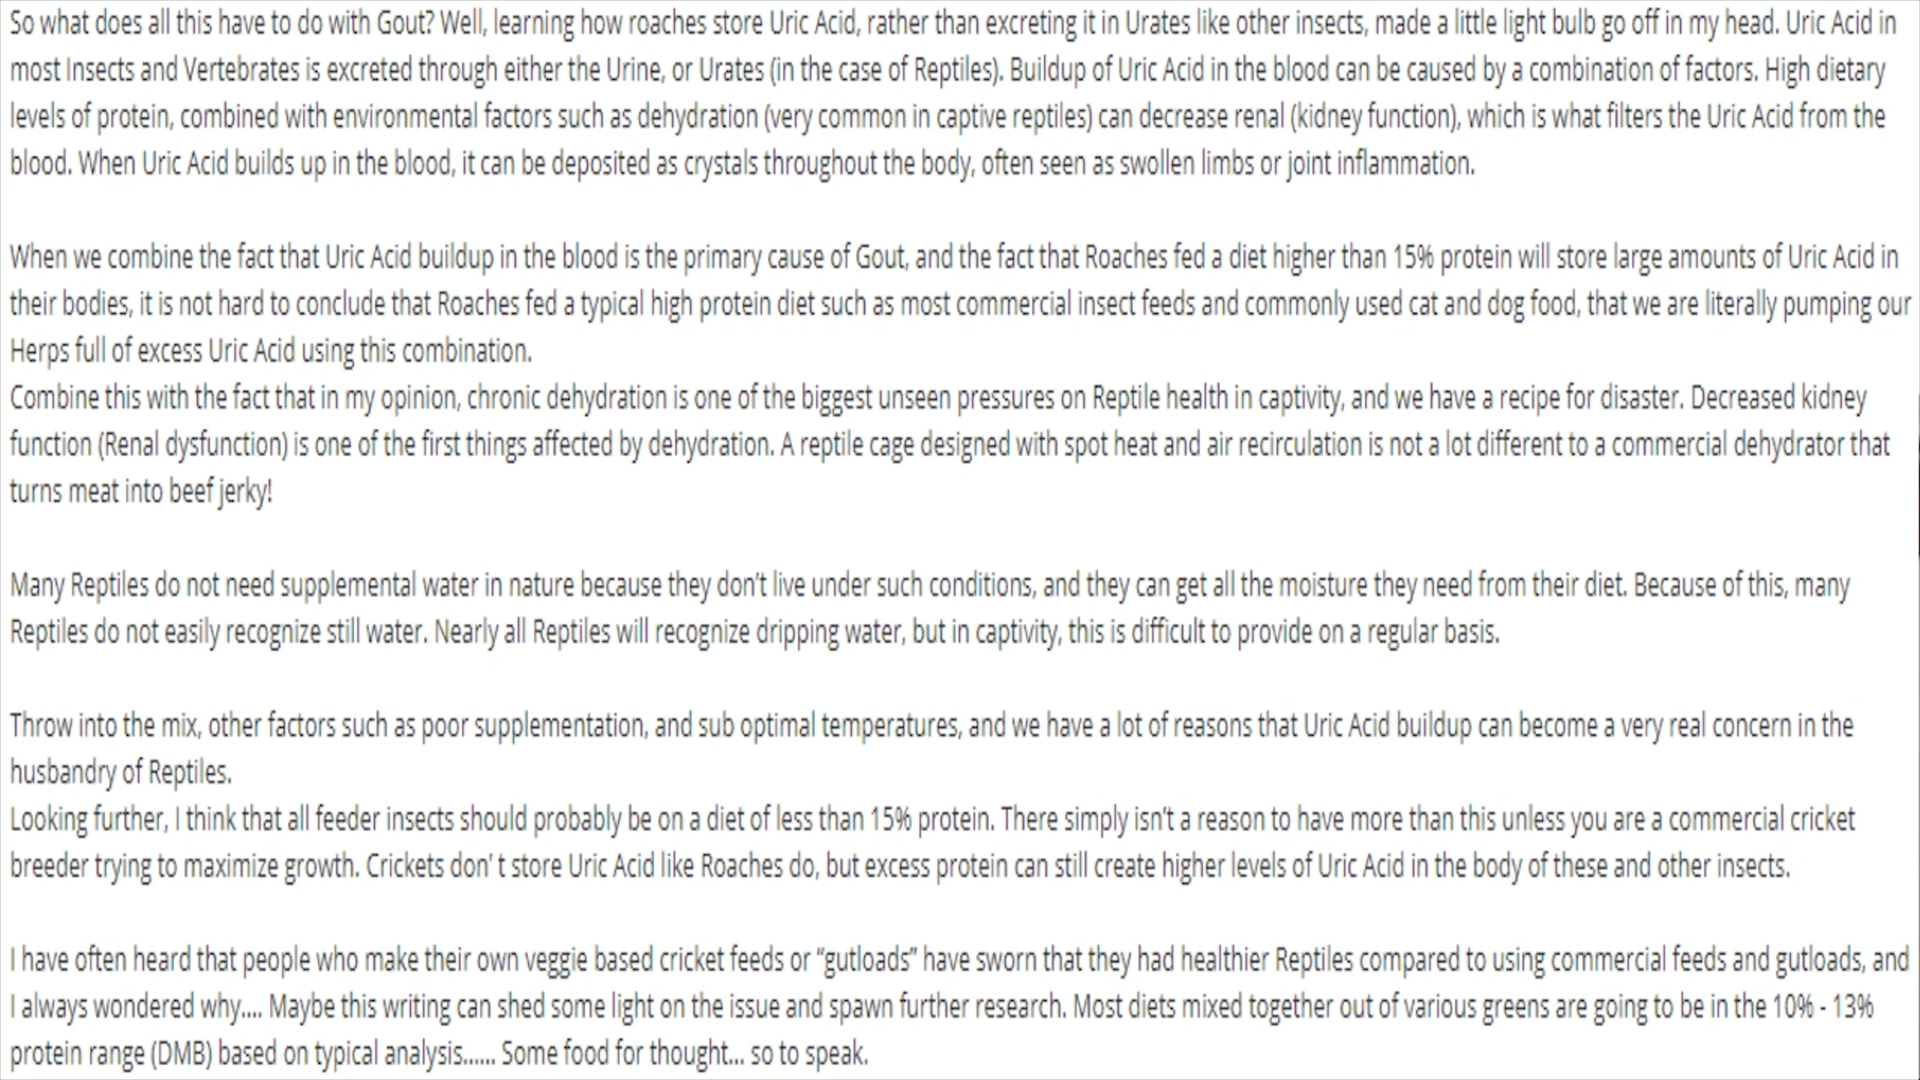 So what does all this have to do with Gout? Well, learning how roaches store Uric Acid, rather than excreting it in Urates like other insects, made a little light bulb go off in my head. Uric Acid in
most Insects and Vertebrates is excreted through either the Urine, or Urates (in the case of Reptiles). Buildup of Uric Acid in the blood can be caused by a combination of factors. High dietary
levels of protein, combined with environmental factors such as dehydration (very common in captive reptiles) can decrease renal (kidney function), which is what filters the Uric Acid from the
blood. When Uric Acid builds up in the blood, it can be deposited as crystals throughout the body, often seen as swollen limbs or joint inflammation.
When we combine the fact that Uric Acid buildup in the blood is the primary cause of Gout, and the fact that Roaches fed a diet higher than 15% protein will store large amounts of Uric Acid in
their bodies, it is not hard to conclude that Roaches fed a typical high protein diet such as most commercial insect feeds and commonly used cat and dog food, that we are literally pumping our
Herps full of excess Uric Acid using this combination.
Combine this with the fact that in my opinion, chronic dehydration is one of the biggest unseen pressures on Reptile health in captivity, and we have a recipe for disaster. Decreased kidney
function (Renal dysfunction) is one of the first things affected by dehydration. A reptile cage designed with spot heat and air recirculation is not a lot different to a commercial dehydrator that
turns meat into beef jerky!
Many Reptiles do not need supplemental water in nature because they don't live under such conditions, and they can get all the moisture they need from their diet. Because of this, many
Reptiles do not easily recognize still water. Nearly all Reptiles will recognize dripping water, but in captivity, this is difficult to provide on a regular basis.
Throw into the mix, other factors such as poor supplementation, and sub optimal temperatures, and we have a lot of reasons that Uric Acid buildup can become a very real concern in the
husbandry of Reptiles.
Looking further, I think that all feeder insects should probably be on a diet of less than 15% protein. There simply isn't a reason to have more than this unless you are a commercial cricket
breeder trying to maximize growth. Crickets don' t store Uric Acid like Roaches do, but excess protein can still create higher levels of Uric Acid in the body of these and other insects.
I have often heard that people who make their own veggie based cricket feeds or “gutloads” have sworn that they had healthier Reptiles compared to using commercial feeds and gutloads, and
I always wondered why.... Maybe this writing can shed some light on the issue and spawn further research. Most diets mixed together out of various greens are going to be in the 10% - 13%
protein range (DMB) based on typical analysis...... Some food for thought... so to speak.